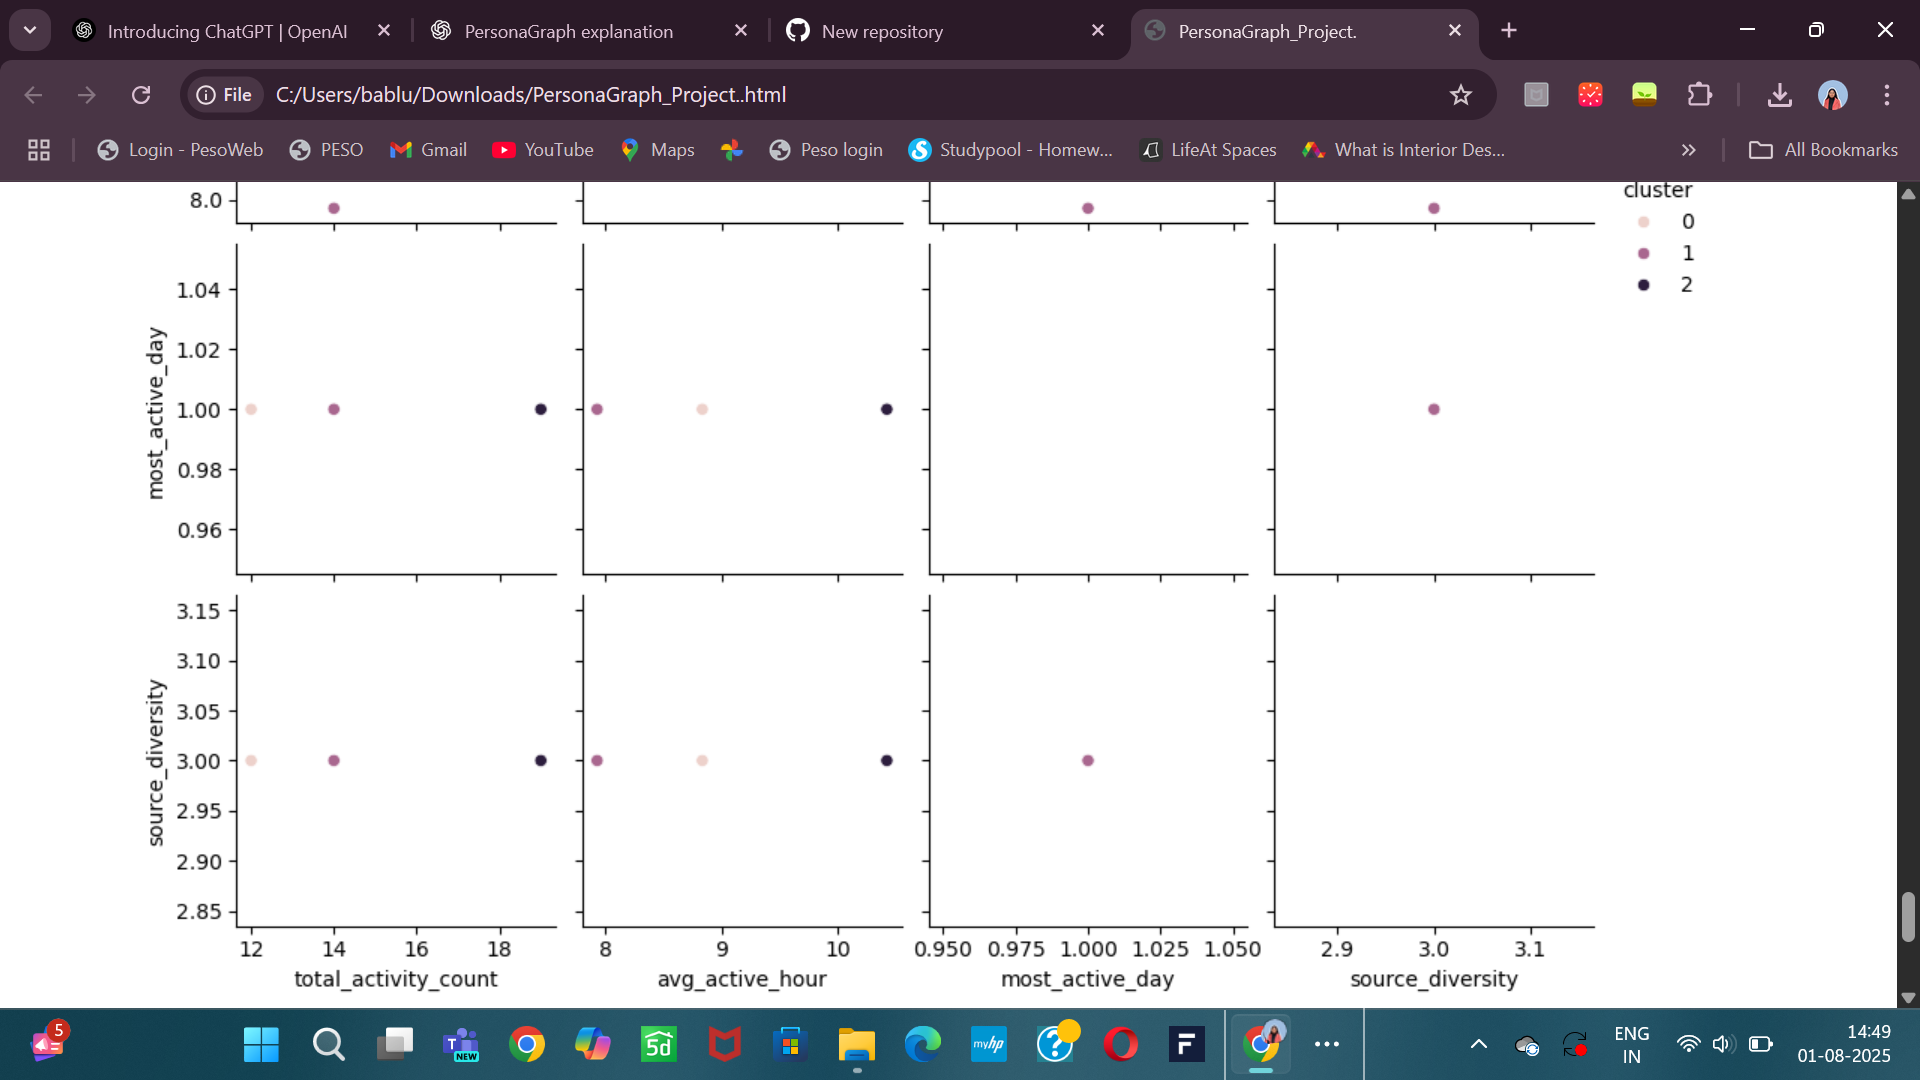 Introducing ChatGPT | OpenAI
PersonaGraph explanation
New repository
PersonaGraph_Project.
File
C:/Users/bablu/Downloads/PersonaGraph_Project..html
Login - PesoWeb
PESO
Gmail
YouTube
Maps
Peso login
Studypool - Homew...
LifeAt Spaces
What is Interior Des...
All Bookmarks
8.0
cluster
0
1
2
most_active_day
1.04
1.02
1.00
0.98
0.96
source_diversity
3.15
3.10
3.05
3.00
2.95
2.90
2.85
12 14 16 18
8 9 10
0.950 0.975 1.000 1.025 1.050
2.9 3.0 3.1
total_activity_count
avg_active_hour
most_active_day
source_diversity
5
NEW
5d
myhp
?
F
ENG
IN
14:49
01-08-2025